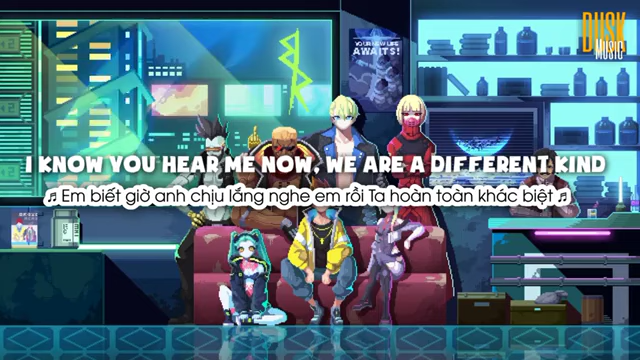 DUSK
MUSIC
YOUR NEW LIFE
AWAITS!
I KNOW YOU HEAR ME NOW, WE ARE A DIFFERENT KIND
♬ Em biết giờ anh chịu lắng nghe em rồi Ta hoàn toàn khác biệt ♬